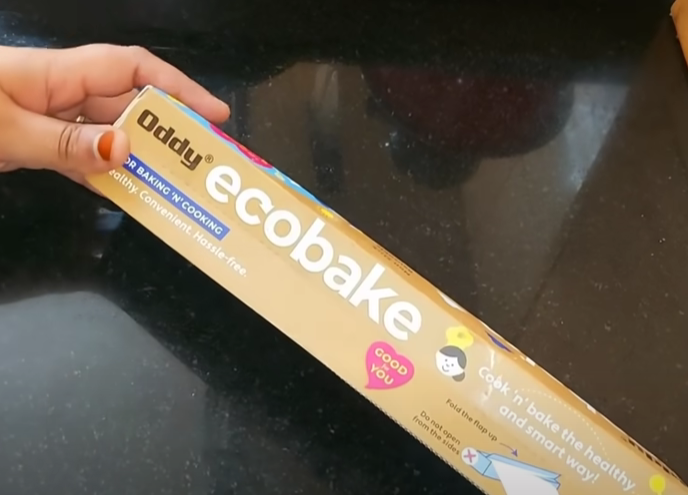 Oddy®
ecobake
OR BAKING 'N' COOKING
ealthy. Convenient. Hassle-free.
GOOD
YOU
Cook 'n' bake the healthy
and smart way!
Fold the flap up
Do not open
from the sides